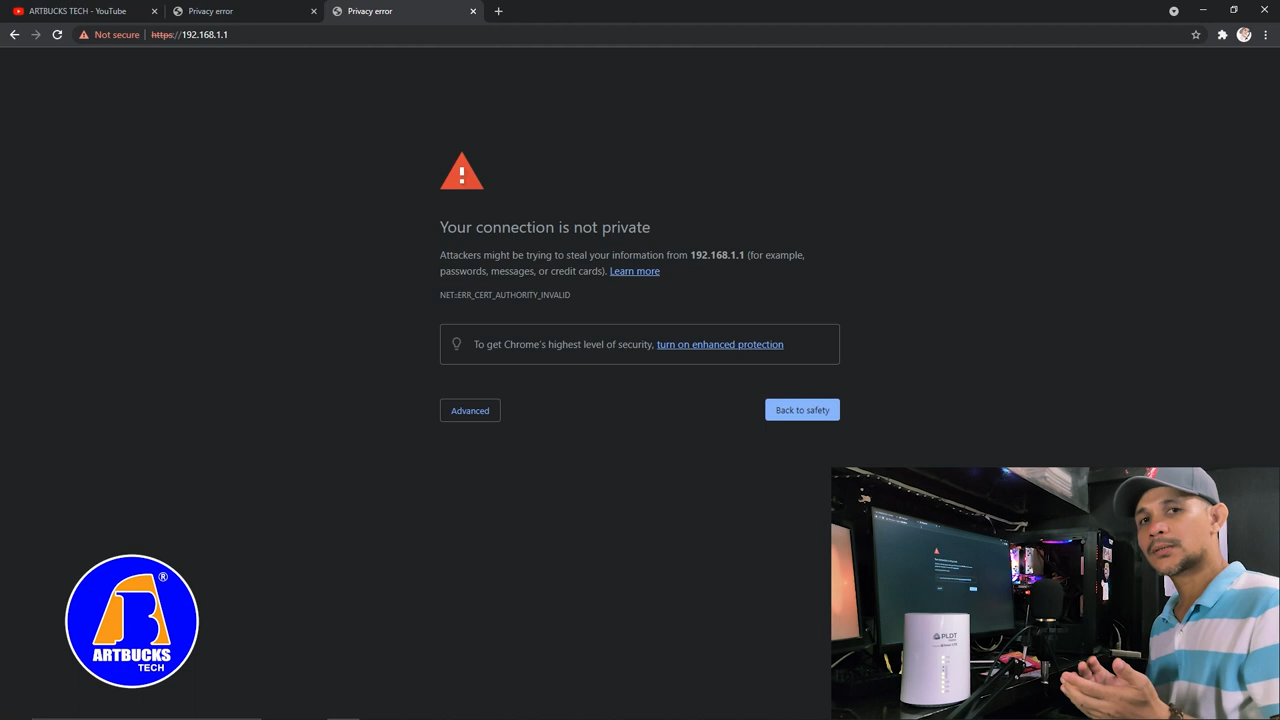 ARTBUCKS TECH - YouTube
Privacy error
Privacy error
Not secure
https://192.168.1.1
Your connection is not private
Attackers might be trying to steal your information from 192.168.1.1 (for example,
passwords, messages, or credit cards). Learn more
NET::ERR_CERT_AUTHORITY_INVALID
To get Chrome's highest level of security, turn on enhanced protection
Advanced
Back to safety
ARTBUCKS
TECH
®
PLDT